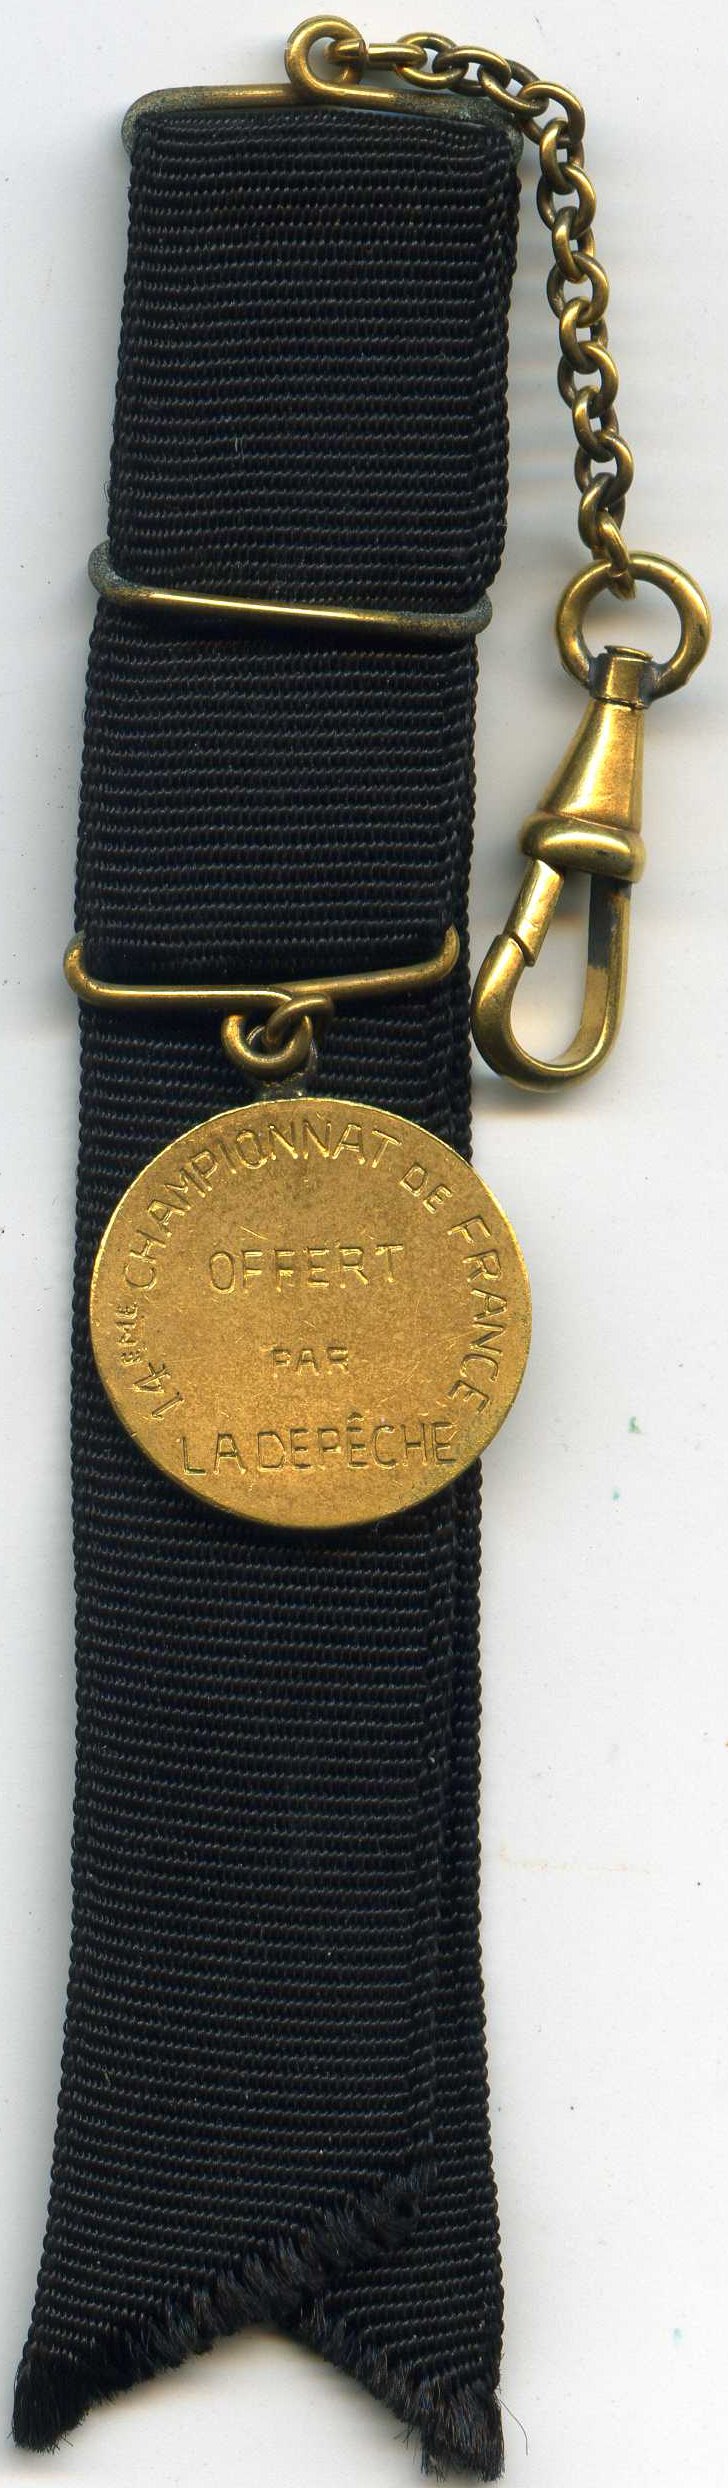 14ÈME CHAMPIONNAT DE FRANCE
OFFERT
PAR
LA DEPÊCHE